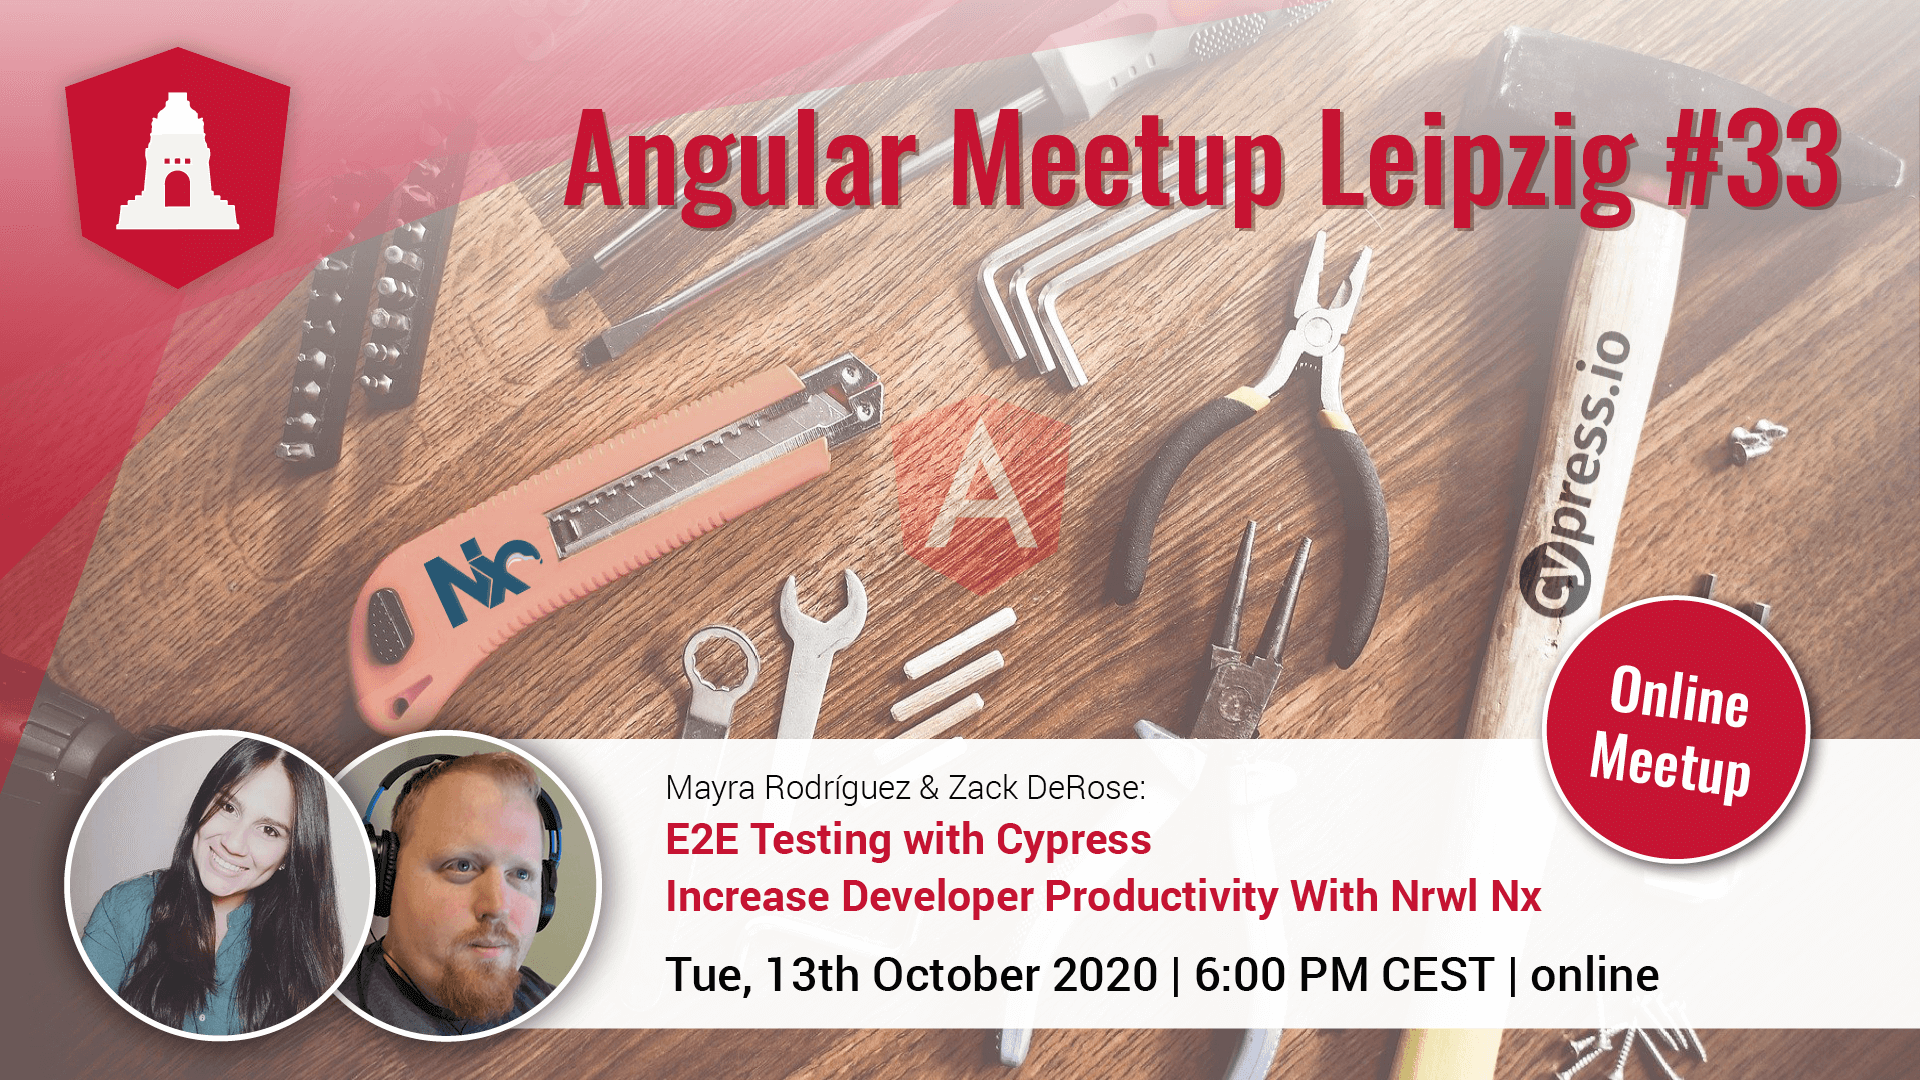 Angular Meetup Leipzig #33
cypress.io
A
Nx
Online
Meetup
Mayra Rodríguez & Zack DeRose:
E2E Testing with Cypress
Increase Developer Productivity With Nrwl Nx
Tue, 13th October 2020 | 6:00 PM CEST | online